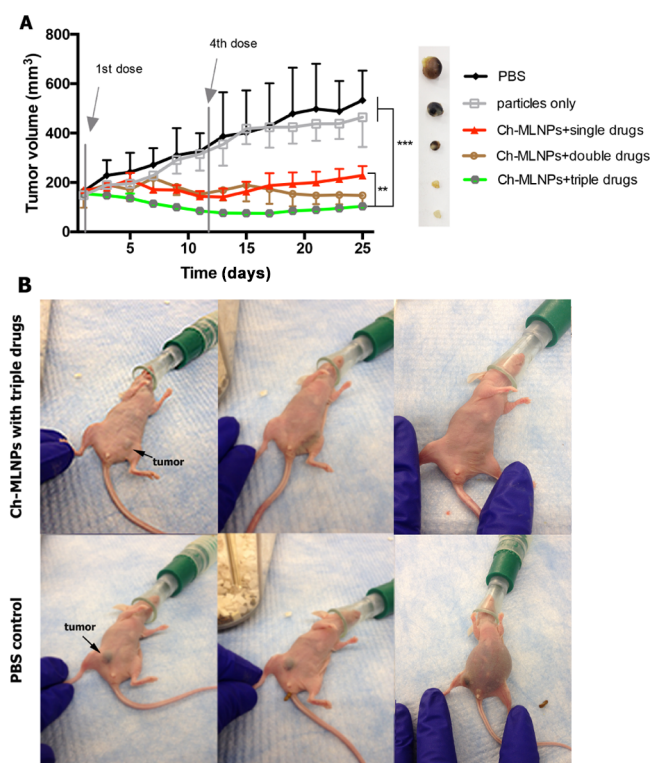 A
800
600
400
200
0
Tumor volume (mm³)
1st dose
4th dose
5
10
15
20
25
Time (days)
***
**
PBS
particles only
Ch-MLNPs+single drugs
Ch-MLNPs+double drugs
Ch-MLNPs+triple drugs
B
Ch-MLNPs with triple drugs
tumor
PBS control
tumor